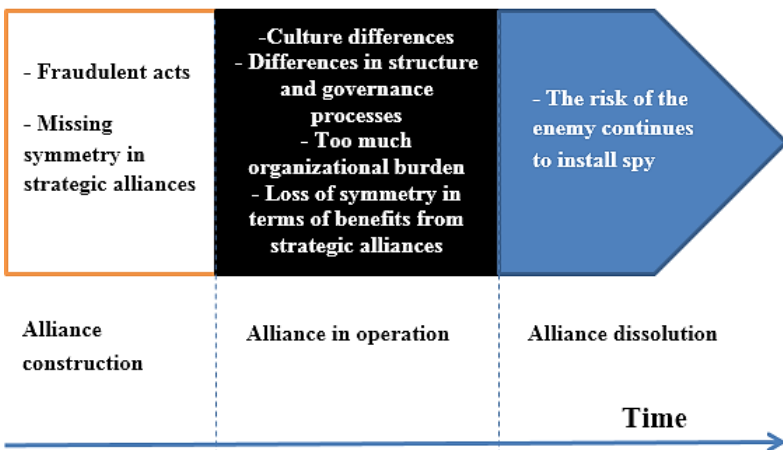 - Fraudulent acts
- Missing
symmetry in
strategic alliances
-Culture differences
- Differences in structure
and governance
processes
- Too much
organizational burden
- Loss of symmetry in
terms of benefits from
strategic alliances
- The risk of the
enemy continues
to install spy
Alliance
construction
Alliance in operation
Alliance dissolution
Time